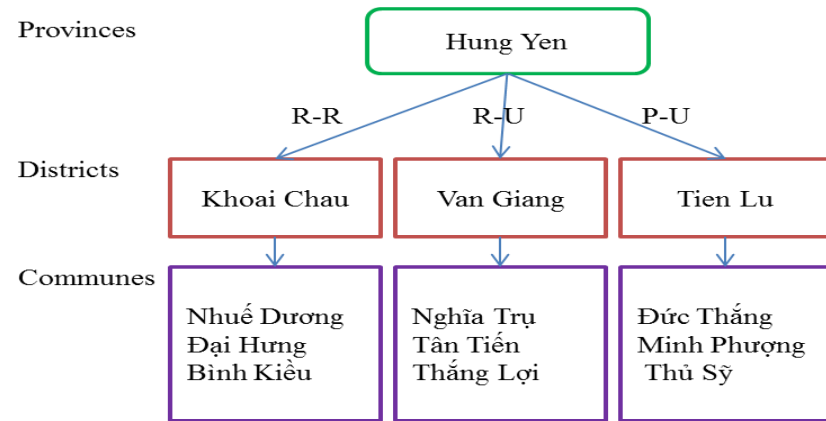 Provinces
Hung Yen
R-R
R-U
P-U
Districts
Khoai Chau
Van Giang
Tien Lu
Communes
Nhuế Dương
Đại Hưng
Bình Kiều
Nghĩa Trụ
Tân Tiến
Thắng Lợi
Đức Thắng
Minh Phượng
Thủ Sỹ